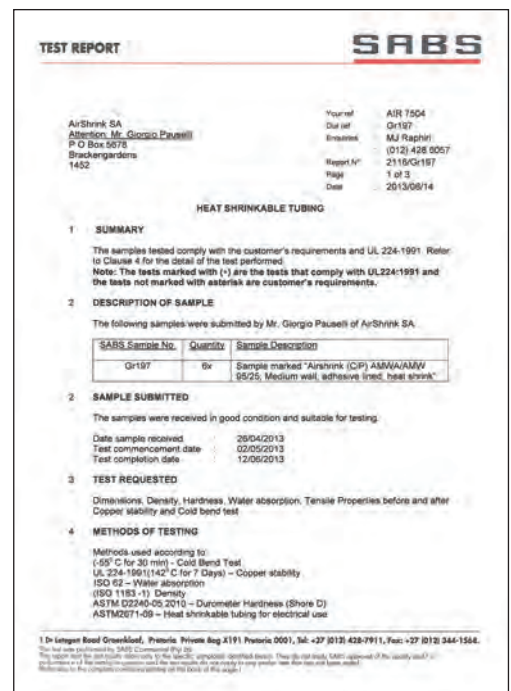 TEST REPORT
SABS
AirShrink SA
Attention: Mr. Giorgio Pauselli
P O Box 5678
Brackengardens
1452
Your ref : AIR 7504
Our ref : Gr197
Enquiries : MJ Raphiri
: (012) 428 6057
Report N° : 2116/Gr197
Page : 1 of 3
Date : 2013/06/14
HEAT SHRINKABLE TUBING
1 SUMMARY
The samples tested comply with the customer's requirements and UL 224-1991. Refer
to Clause 4 for the detail of the test performed
Note: The tests marked with (*) are the tests that comply with UL224:1991 and
the tests not marked with asterisk are customer's requirements.
2 DESCRIPTION OF SAMPLE
The following samples were submitted by Mr. Giorgio Pauselli of AirShrink SA
SABS Sample No. Quantity Sample Description
Gr197 6x Sample marked "Airshrink (C/P) AMWA/AMW
95/25, Medium wall, adhesive lined, heat shrink"
2 SAMPLE SUBMITTED
The samples were received in good condition and suitable for testing.
Date sample received : 26/04/2013
Test commencement date : 02/05/2013
Test completion date : 12/06/2013
3 TEST REQUESTED
Dimensions, Density, Hardness, Water absorption, Tensile Properties before and after
Copper stability and Cold bend test
4 METHODS OF TESTING
Methods used according to:
(-55° C for 30 min) - Cold Bend Test
UL 224-1991(142° C for 7 Days) – Copper stability
ISO 62 – Water absorption
(ISO 1183 -1) Density
ASTM D2240-05:2010 – Durometer Hardness (Shore D)
ASTM2671-09 – Heat shrinkable tubing for electrical use
1 Dr Lategan Road Groenkloof, Pretoria Private Bag X191 Pretoria 0001, Tel: +27 (012) 428-7911, Fax: +27 (012) 344-1568.